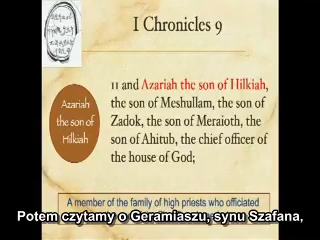 I Chronicles 9
11 and Azariah the son of Hilkiah,
the son of Meshullam, the son of
Zadok, the son of Meraioth, the
son of Ahitub, the chief officer of
the house of God;
Azariah
the son of
Hilkiah
A member of the family of high priests who officiated
Potem czytamy o Geramiaszu, synu Szafana,